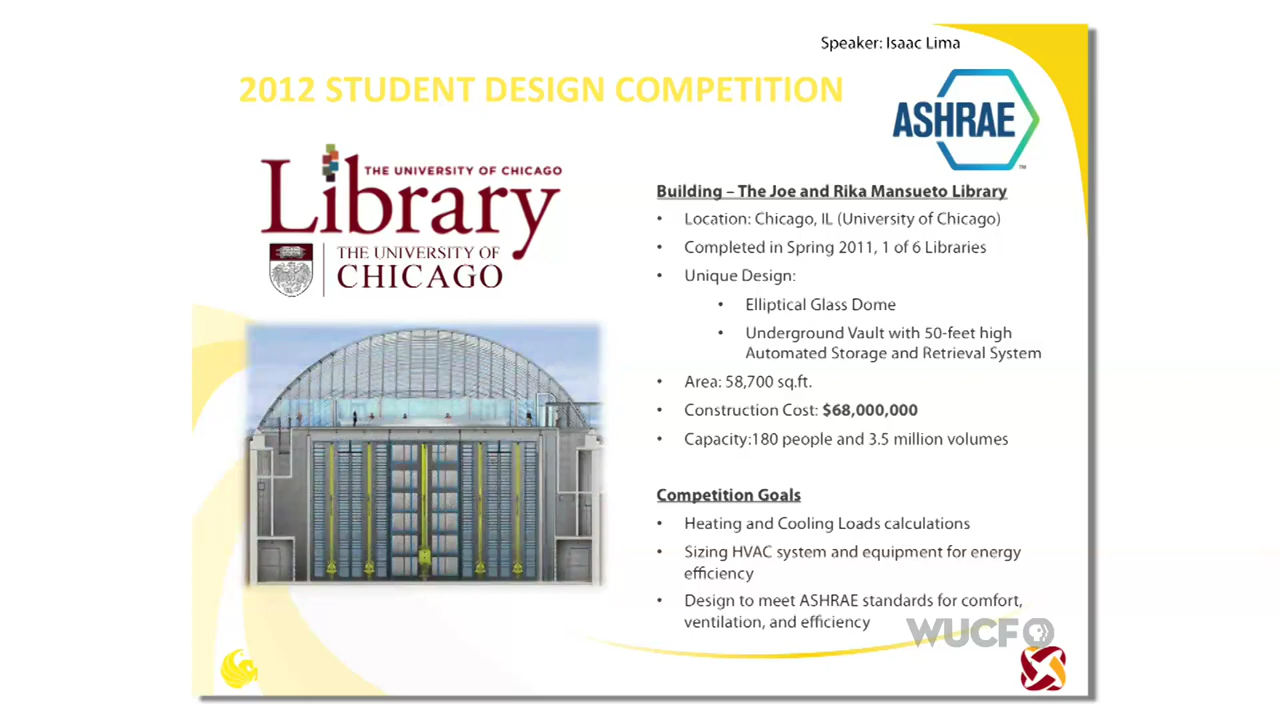 Speaker: Isaac Lima
2012 STUDENT DESIGN COMPETITION
ASHRAE
™
THE UNIVERSITY OF CHICAGO
Library
THE UNIVERSITY OF
CHICAGO
Building – The Joe and Rika Mansueto Library
• Location: Chicago, IL (University of Chicago)
• Completed in Spring 2011, 1 of 6 Libraries
• Unique Design:
• Elliptical Glass Dome
• Underground Vault with 50-feet high
Automated Storage and Retrieval System
• Area: 58,700 sq.ft.
• Construction Cost: $68,000,000
• Capacity:180 people and 3.5 million volumes
Competition Goals
• Heating and Cooling Loads calculations
• Sizing HVAC system and equipment for energy
efficiency
• Design to meet ASHRAE standards for comfort,
ventilation, and efficiency
WUCF